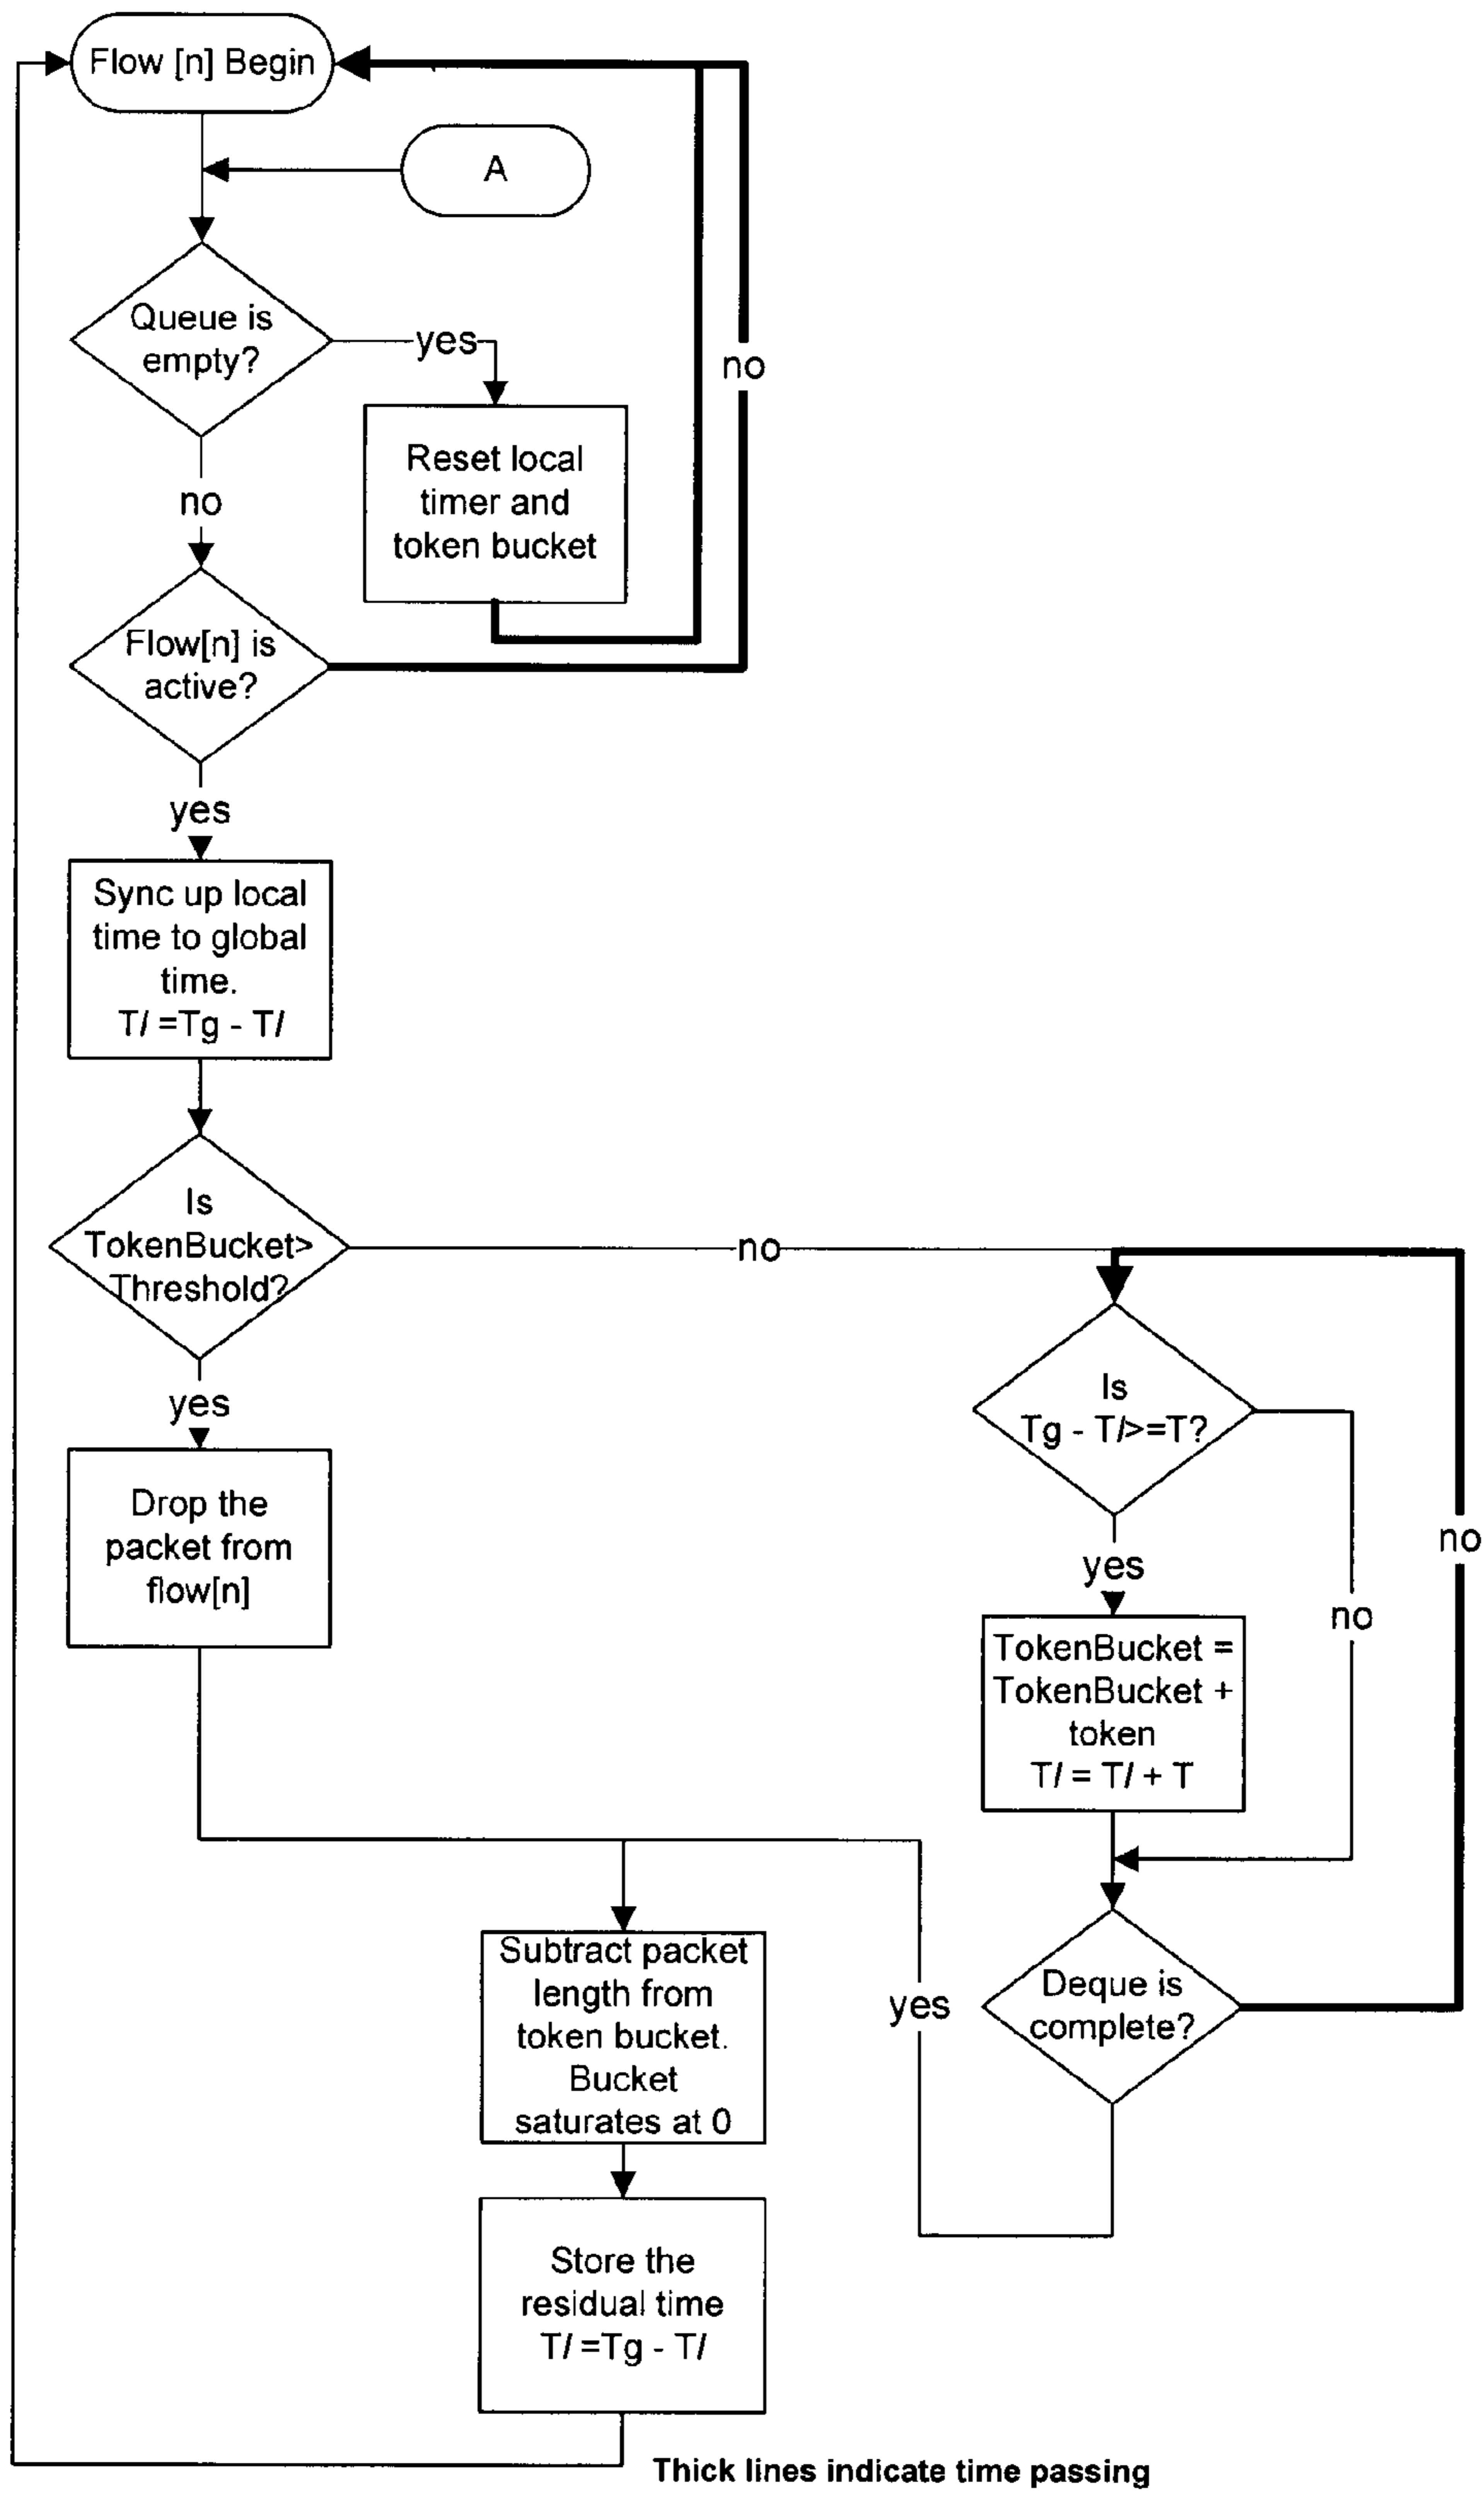 Flow [n] Begin
A
Queue is
empty?
yes
no
Reset local
timer and
token bucket
no
Flow[n] is
active?
yes
Sync up local
time to global
time.
Tl =Tg - Tl
Is
TokenBucket>
Threshold?
no
yes
Drop the
packet from
flow[n]
Is
Tg - Tl>=T?
yes
no
no
TokenBucket =
TokenBucket +
token
Tl = Tl + T
Deque is
complete?
yes
Subtract packet
length from
token bucket.
Bucket
saturates at 0
Store the
residual time
Tl =Tg - Tl
Thick lines indicate time passing